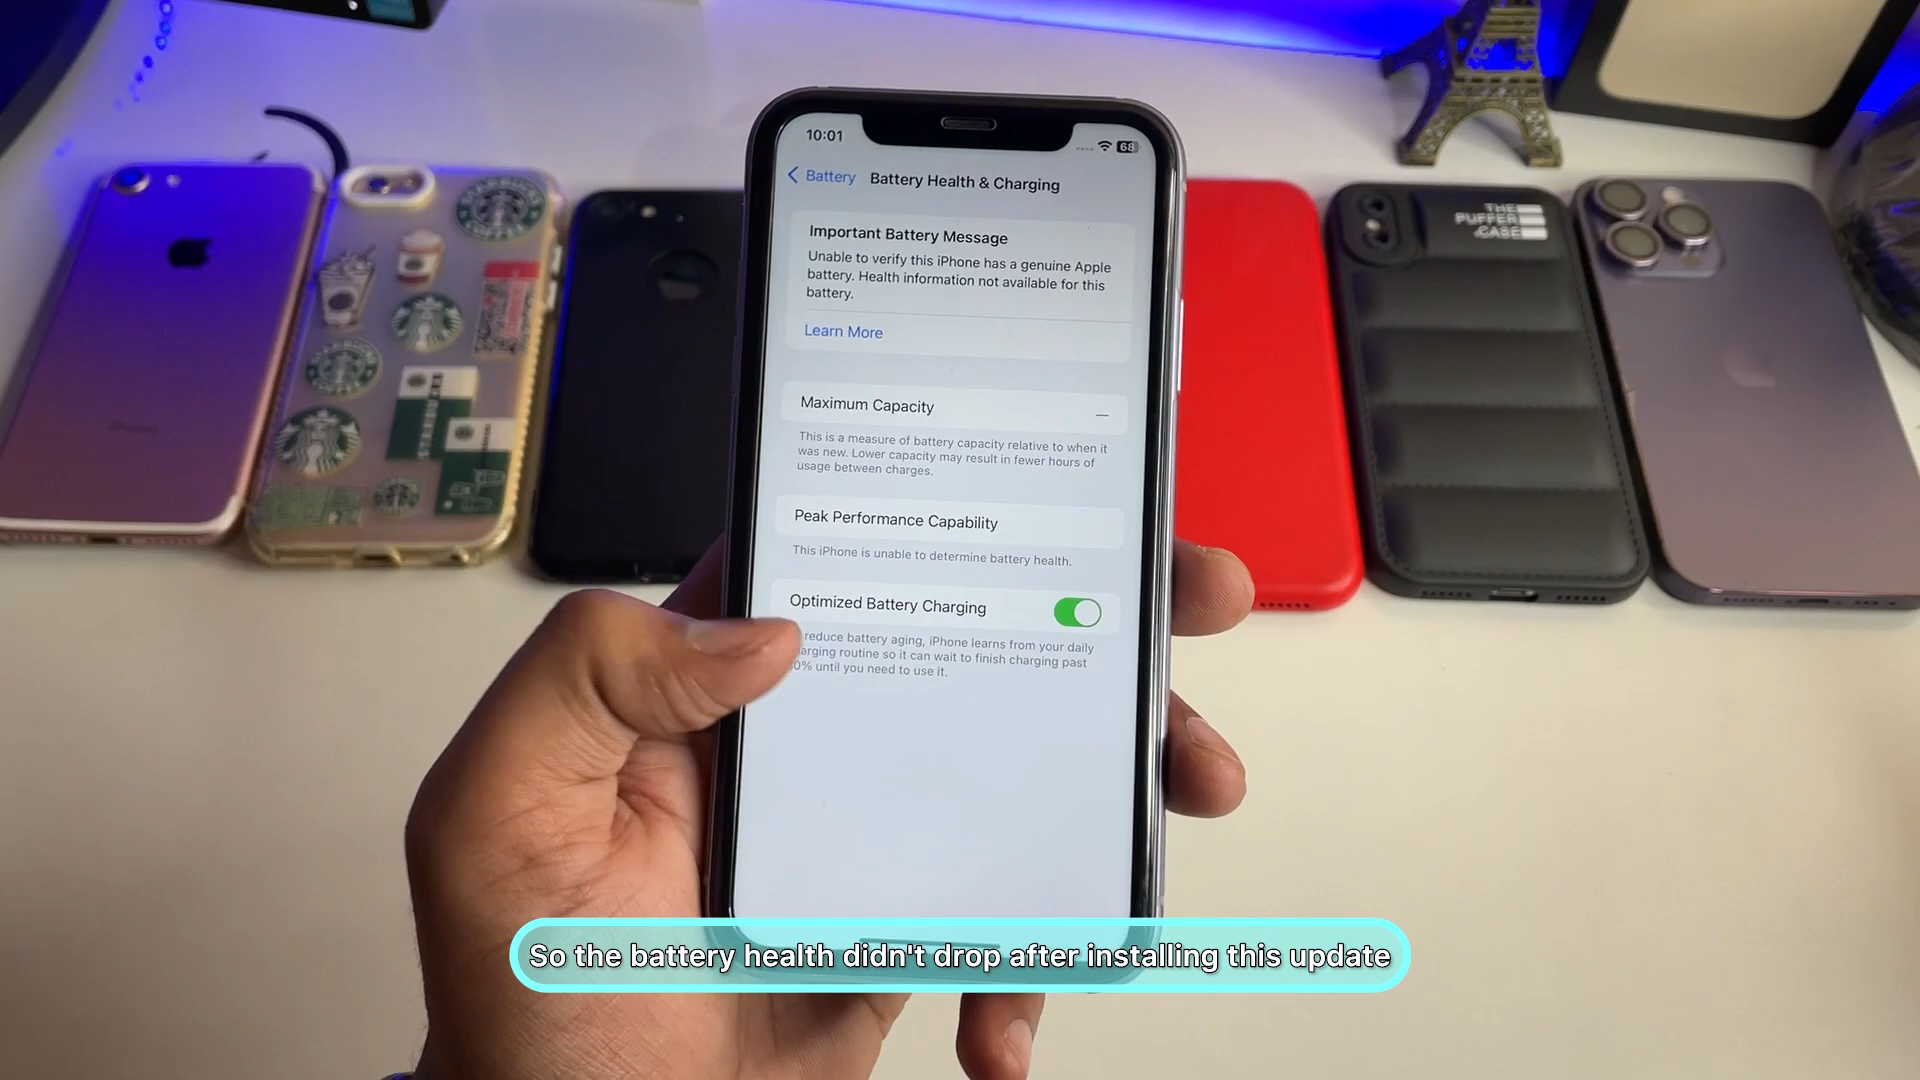 10:01
68
Battery
Battery Health & Charging
Important Battery Message
Unable to verify this iPhone has a genuine Apple
battery. Health information not available for this
battery.
Learn More
Maximum Capacity
—
This is a measure of battery capacity relative to when it
was new. Lower capacity may result in fewer hours of
usage between charges.
Peak Performance Capability
This iPhone is unable to determine battery health.
Optimized Battery Charging
reduce battery aging, iPhone learns from your daily
arging routine so it can wait to finish charging past
0% until you need to use it.
THE
PUFFER
CASE
iPhone
So the battery health didn't drop after installing this update